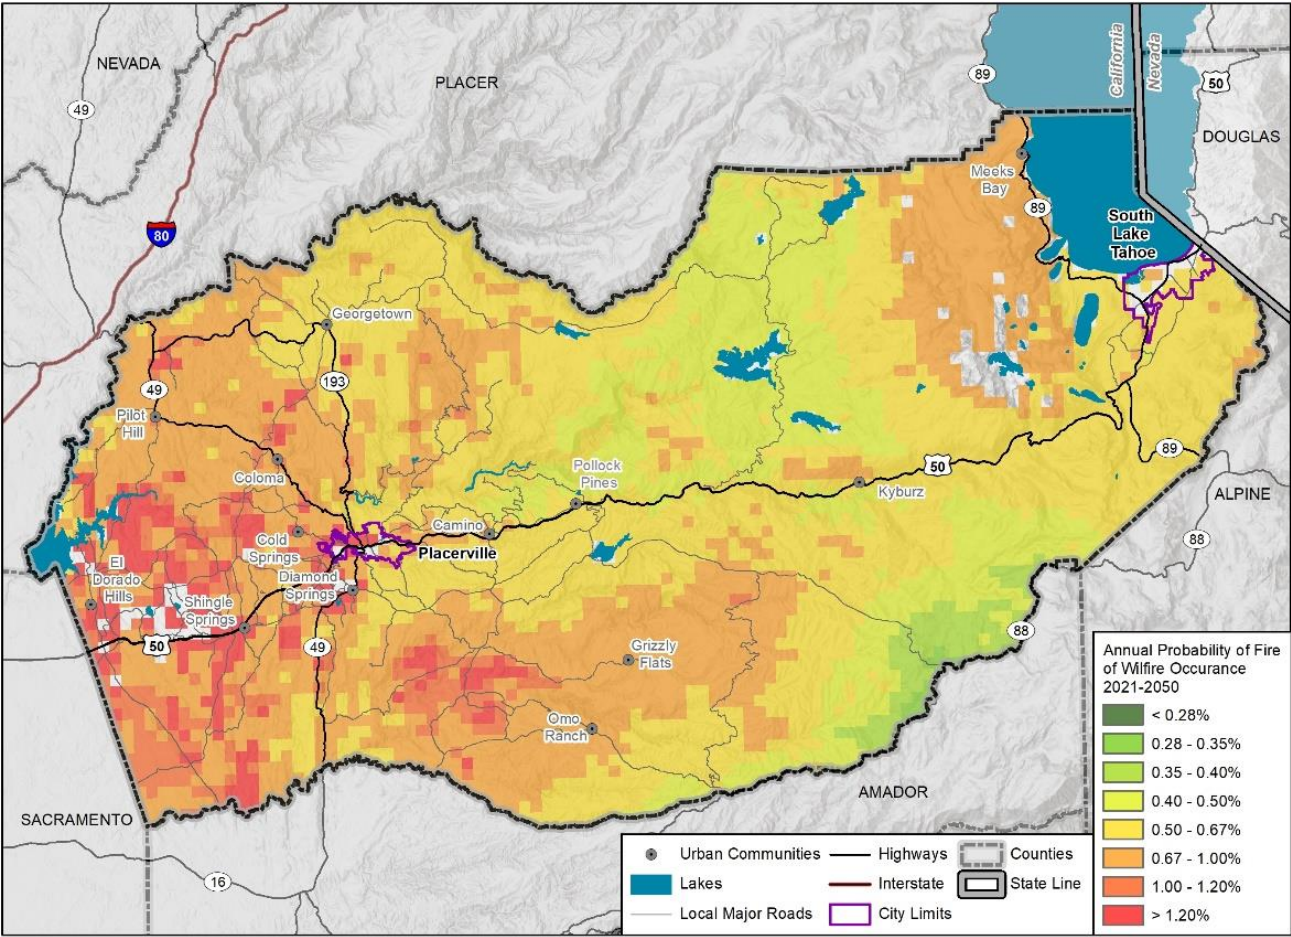 NEVADA
PLACER
49
89
California
Nevada
50
DOUGLAS
80
Meeks
Bay
89
South
Lake
Tahoe
Georgetown
49
193
Pilot
Hill
Coloma
Pollock
Pines
50
Kyburz
89
ALPINE
Camino
Cold
Springs
Placerville
88
El
Dorado
Hills
Diamond
Springs
Shingle
Springs
50
49
Grizzly
Flats
88
Omo
Ranch
AMADOR
SACRAMENTO
16
Annual Probability of Fire
of Wilfire Occurance
2021-2050
< 0.28%
0.28 - 0.35%
0.35 - 0.40%
0.40 - 0.50%
0.50 - 0.67%
0.67 - 1.00%
1.00 - 1.20%
> 1.20%
Urban Communities
Highways
Counties
Lakes
Interstate
State Line
Local Major Roads
City Limits